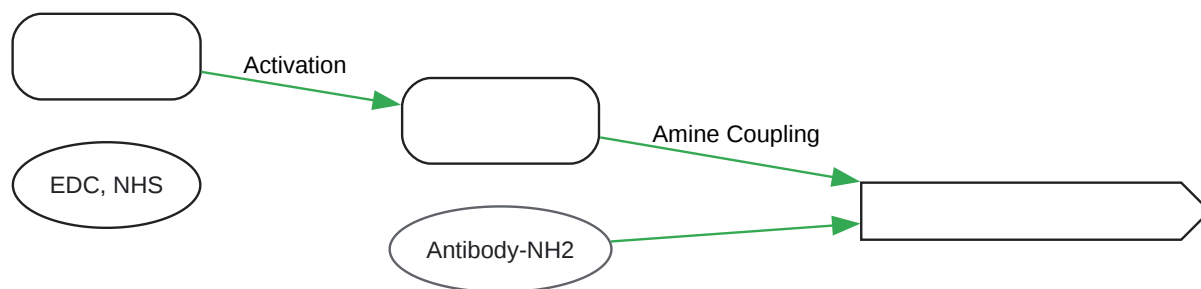 Activation
Amine Coupling
EDC, NHS
Antibody-NH2